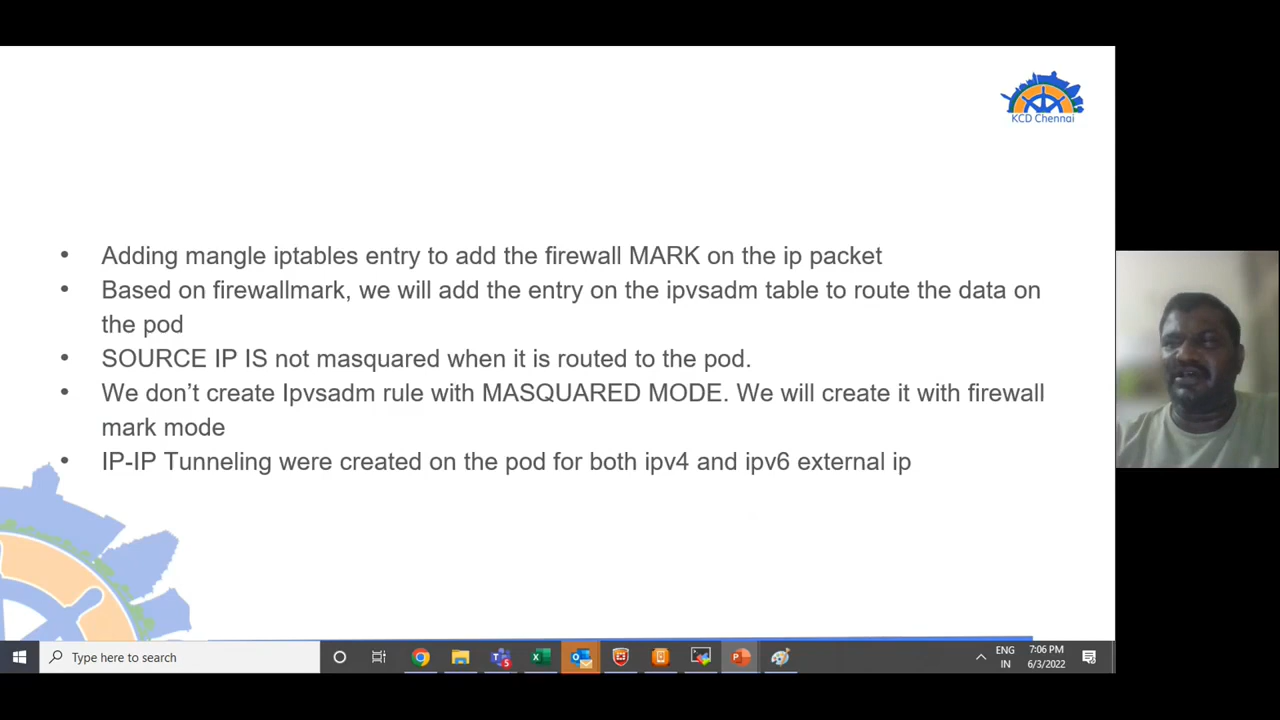 KCD Chennai
• Adding mangle iptables entry to add the firewall MARK on the ip packet
• Based on firewallmark, we will add the entry on the ipvsadm table to route the data on
the pod
• SOURCE IP IS not masquared when it is routed to the pod.
• We don’t create Ipvsadm rule with MASQUARED MODE. We will create it with firewall
mark mode
• IP-IP Tunneling were created on the pod for both ipv4 and ipv6 external ip
Type here to search
ENG
IN
7:06 PM
6/3/2022